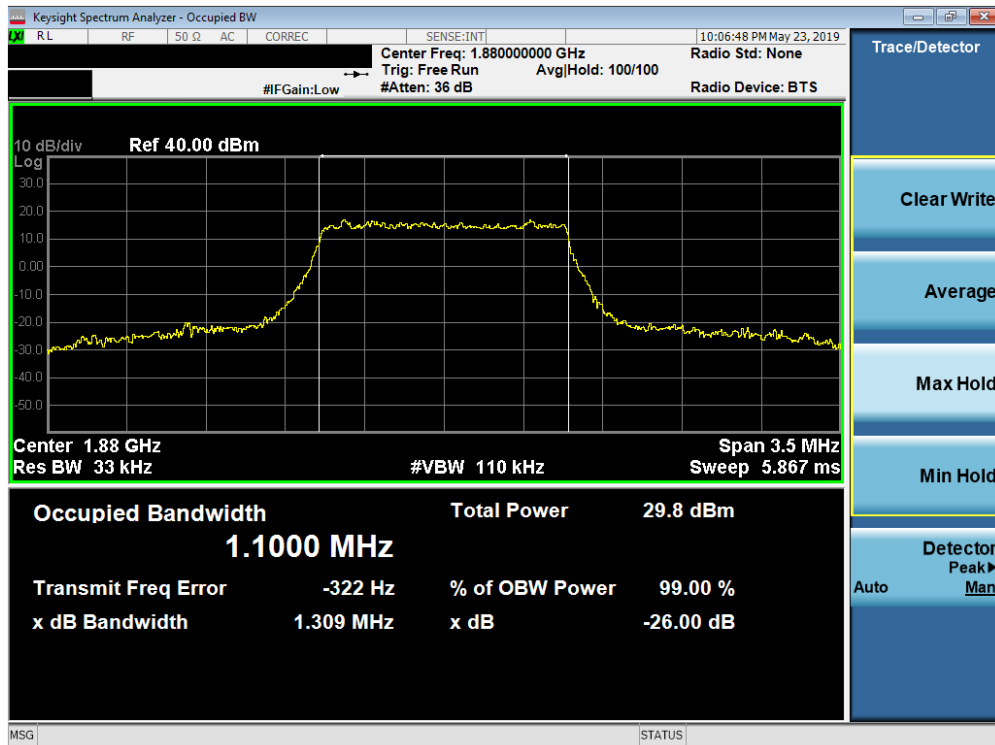 Keysight Spectrum Analyzer - Occupied BW
LXI RL RF 50 Ω AC CORREC SENSE:INT 10:06:48 PM May 23, 2019
Center Freq: 1.880000000 GHz Radio Std: None
Trig: Free Run Avg|Hold: 100/100
#IFGain:Low #Atten: 36 dB Radio Device: BTS
Trace/Detector
10 dB/div Ref 40.00 dBm
Log
30.0
20.0
10.0
0.00
-10.0
-20.0
-30.0
-40.0
-50.0
Center 1.88 GHz Span 3.5 MHz
Res BW 33 kHz #VBW 110 kHz Sweep 5.867 ms
Occupied Bandwidth Total Power 29.8 dBm
1.1000 MHz
Transmit Freq Error -322 Hz % of OBW Power 99.00 %
x dB Bandwidth 1.309 MHz x dB -26.00 dB
Clear Write
Average
Max Hold
Min Hold
Detector
Peak▶
Auto Man
MSG STATUS